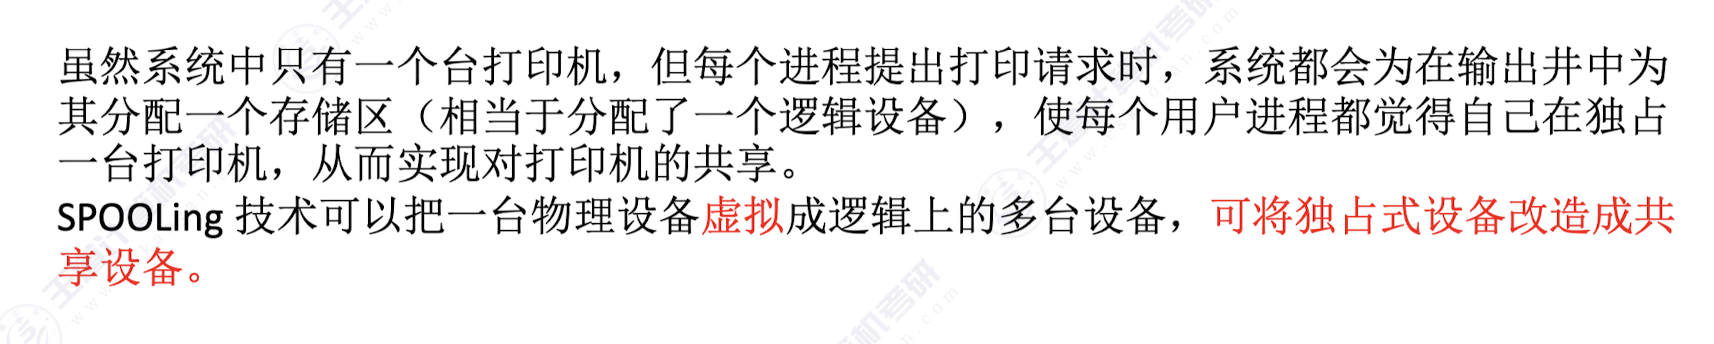 虽然系统中只有一个台打印机，但每个进程提出打印请求时，系统都会为在输出井中为
其分配一个存储区（相当于分配了一个逻辑设备），使每个用户进程都觉得自己在独占
一台打印机，从而实现对打印机的共享。
SPOOLing 技术可以把一台物理设备虚拟成逻辑上的多台设备，可将独占式设备改造成共
享设备。